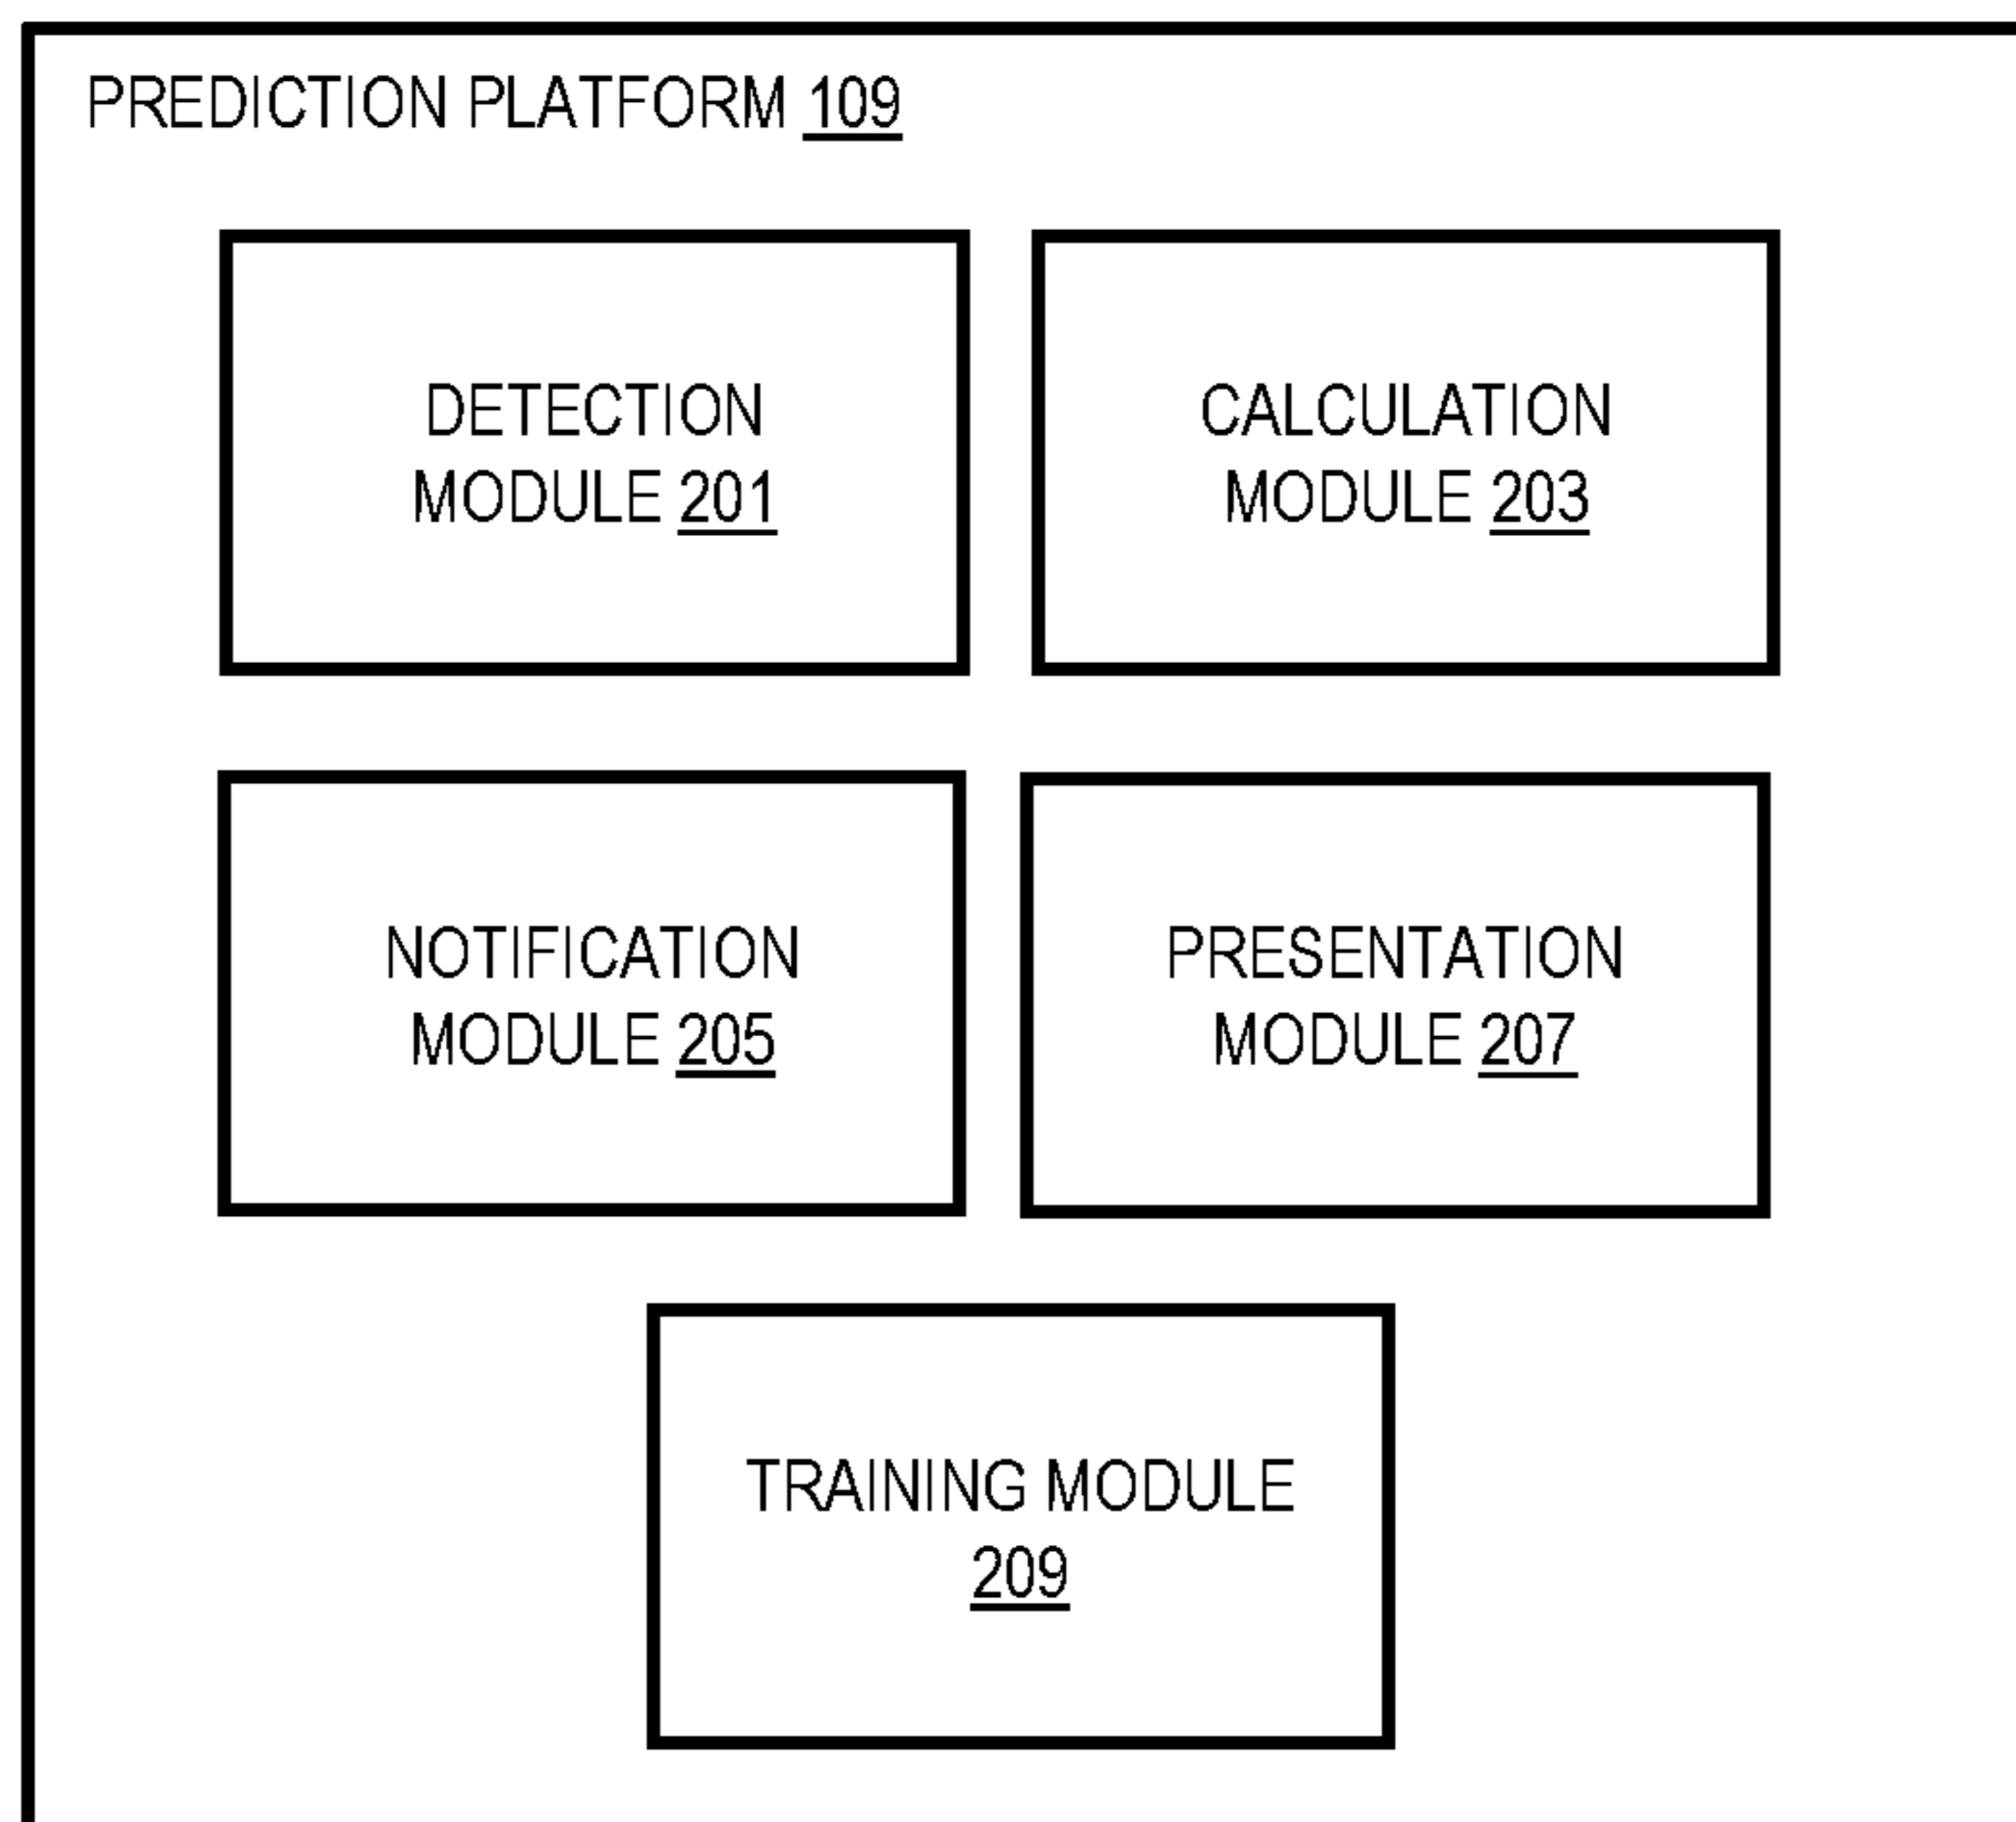 PREDICTION PLATFORM 109
DETECTION
MODULE 201
CALCULATION
MODULE 203
NOTIFICATION
MODULE 205
PRESENTATION
MODULE 207
TRAINING MODULE
209